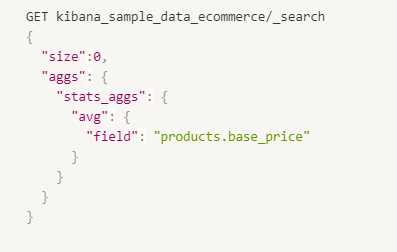 GET kibana_sample_data_ecommerce/_search
{
  "size":0,
  "aggs": {
    "stats_aggs": {
      "avg": {
        "field": "products.base_price"
      }
    }
  }
}